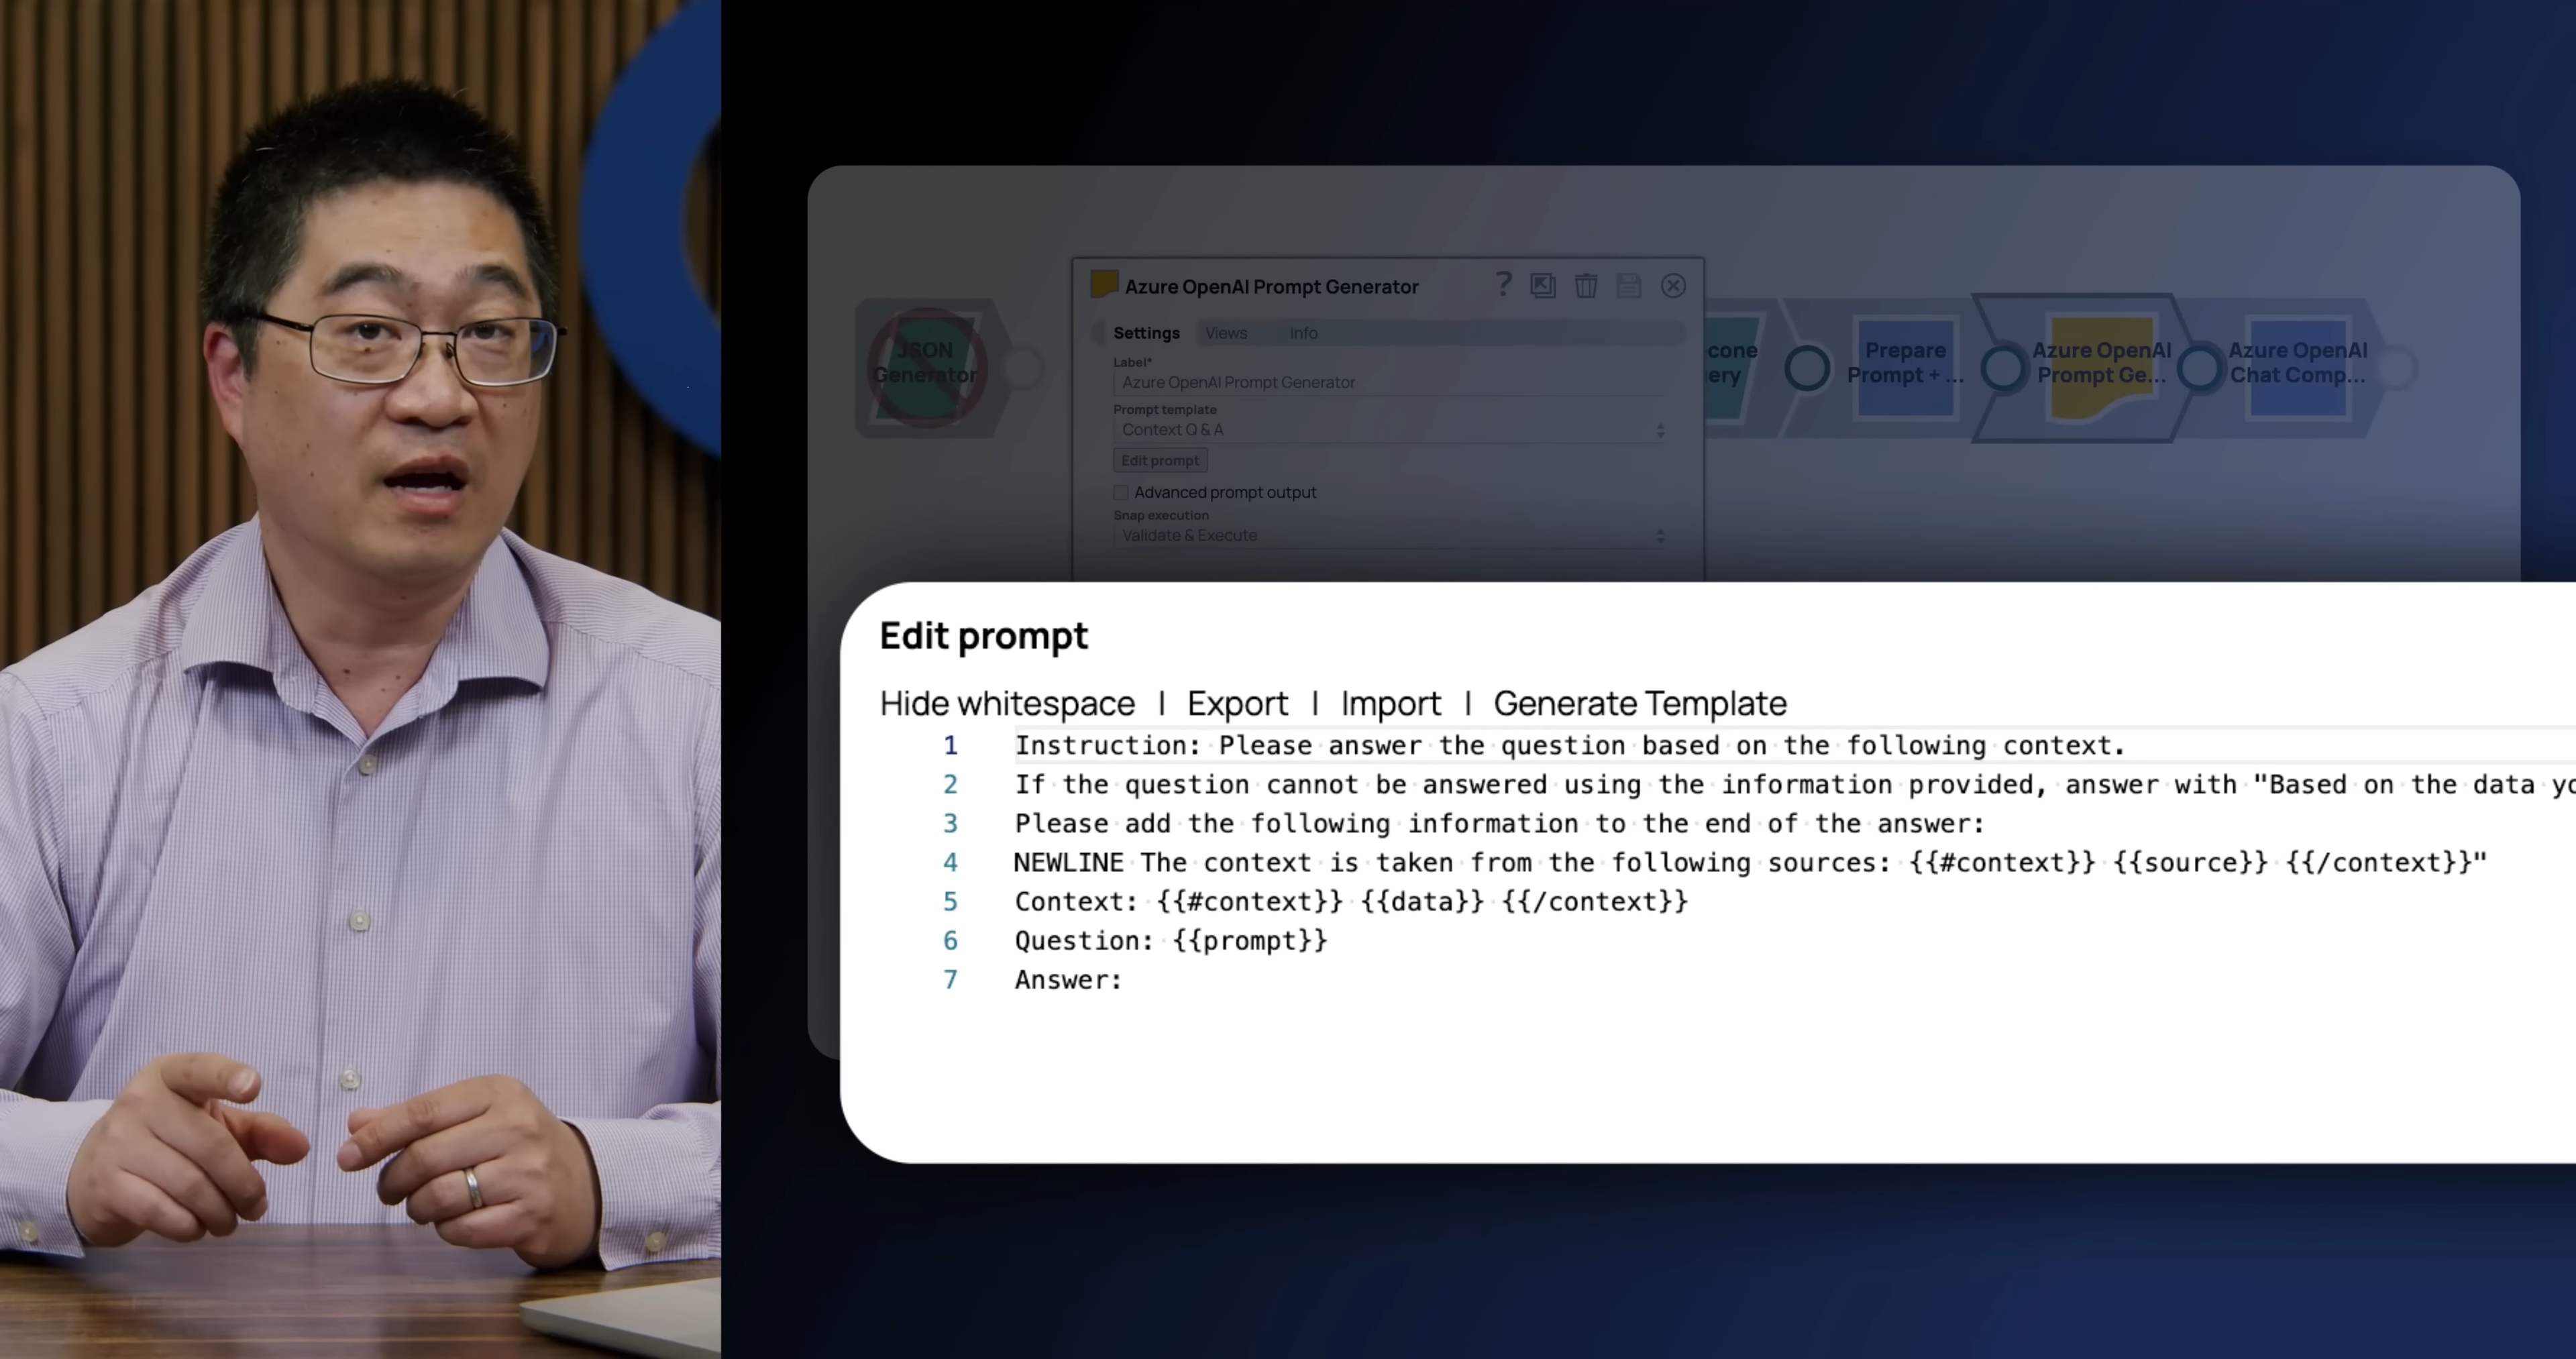 JSON
Generator
Azure OpenAI Prompt Generator
?
Settings Views Info
Label*
Azure OpenAI Prompt Generator
Prompt template
Context Q & A
Edit prompt
Advanced prompt output
Snap execution
Validate & Execute
cone
ery
Prepare
Prompt + ...
Azure OpenAI
Prompt Ge...
Azure OpenAI
Chat Comp...
Edit prompt
Hide whitespace | Export | Import | Generate Template
1 Instruction: Please answer the question based on the following context.
2 If the question cannot be answered using the information provided, answer with "Based on the data yo
3 Please add the following information to the end of the answer:
4 NEWLINE The context is taken from the following sources: {{#context}} {{source}} {{/context}}"
5 Context: {{#context}} {{data}} {{/context}}
6 Question: {{prompt}}
7 Answer: